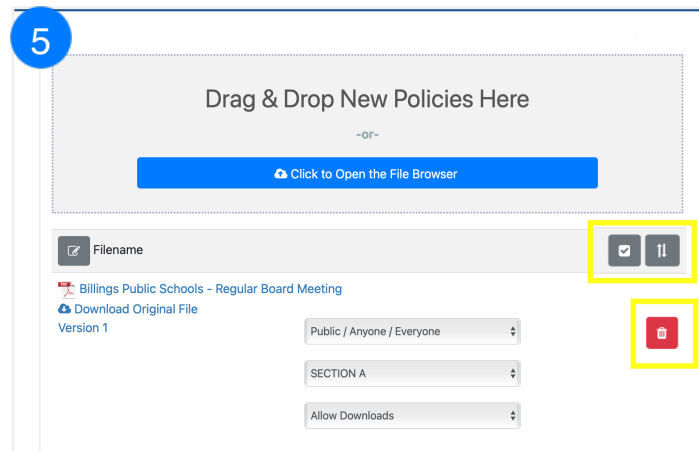 5
Drag & Drop New Policies Here
-or-
Click to Open the File Browser
Filename
Billings Public Schools - Regular Board Meeting
Download Original File
Version 1
Public / Anyone / Everyone
SECTION A
Allow Downloads